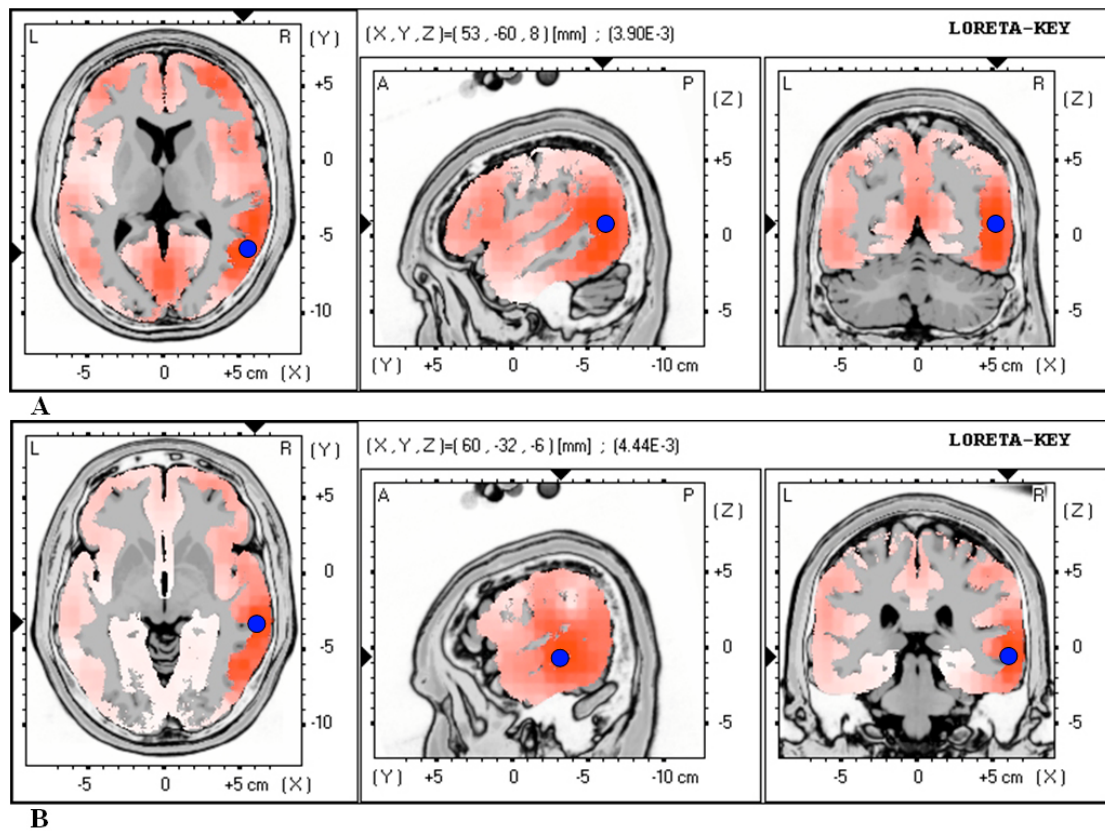 (X,Y,Z)=(53,-60,8)[mm] ; (3.90E-3)
LORETA-KEY
L R (Y)
+5
0
-5
-10
-5 0 +5 cm (X)
A P (Z)
+5
0
-5
(Y) +5 0 -5 -10 cm
L R (Z)
+5
0
-5
-5 0 +5 cm (X)
A
(X,Y,Z)=(60,-32,-6)[mm] ; (4.44E-3)
LORETA-KEY
L R (Y)
+5
0
-5
-10
-5 0 +5 cm (X)
A P (Z)
+5
0
-5
(Y) +5 0 -5 -10 cm
L R (Z)
+5
0
-5
-5 0 +5 cm (X)
B